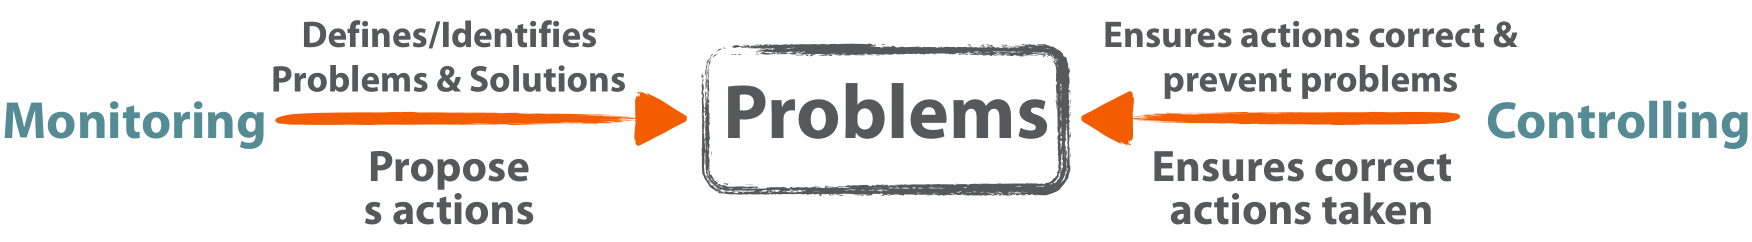 Monitoring
Defines/Identifies
Problems & Solutions
Propose
s actions
Problems
Ensures actions correct &
prevent problems
Ensures correct
actions taken
Controlling